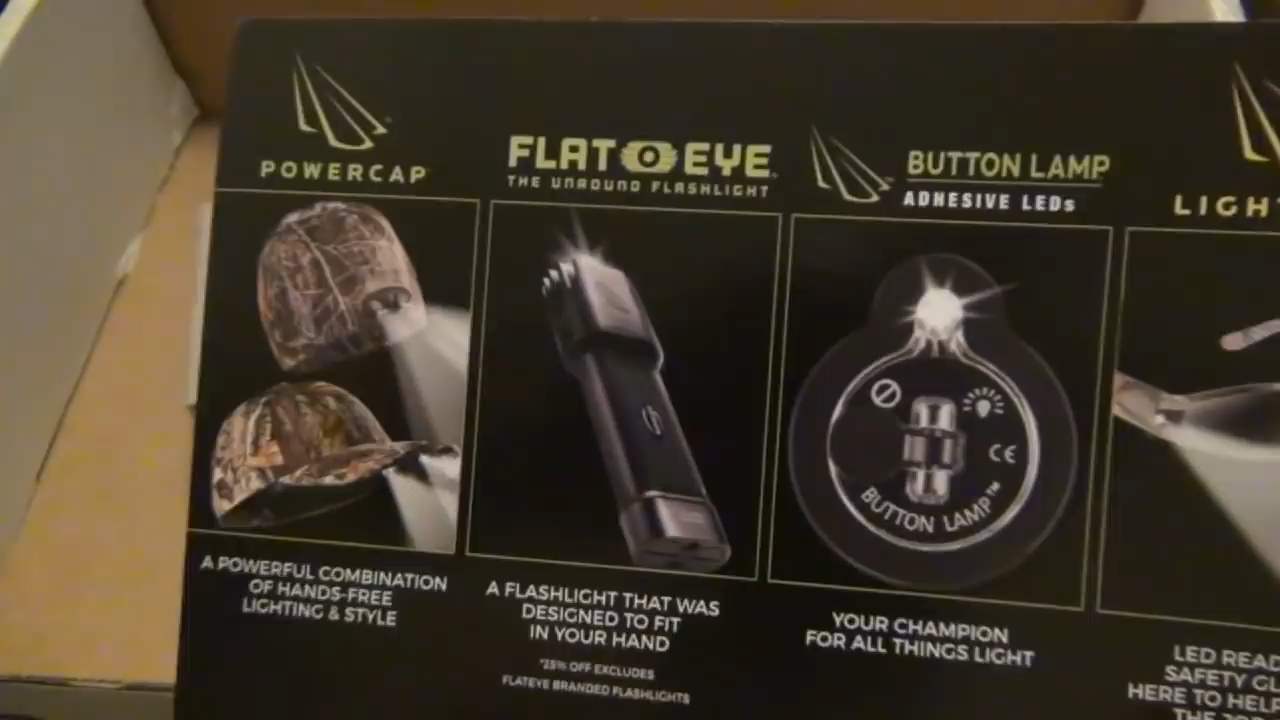 POWERCAP
A POWERFUL COMBINATION
OF HANDS-FREE
LIGHTING & STYLE
FLAT EYE
THE UNROUND FLASHLIGHT
A FLASHLIGHT THAT WAS
DESIGNED TO FIT
IN YOUR HAND
*25% OFF EXCLUDES
FLATEYE BRANDED FLASHLIGHTS
BUTTON LAMP
ADHESIVE LEDs
CE
BUTTON LAMP™
YOUR CHAMPION
FOR ALL THINGS LIGHT
LIGH
LED READ
SAFETY GL
HERE TO HELP